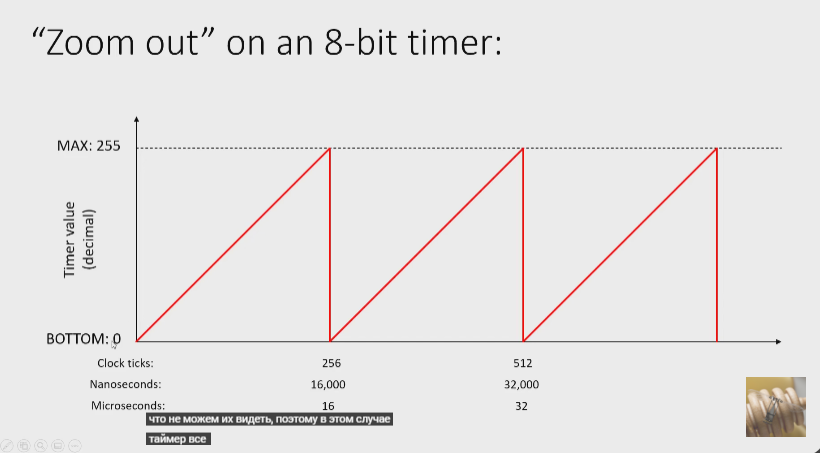 “Zoom out” on an 8-bit timer:
MAX: 255
Timer value
(decimal)
BOTTOM: 0
Clock ticks: 256 512
Nanoseconds: 16,000 32,000
Microseconds: 16 32
что не можем их видеть, поэтому в этом случае
таймер все